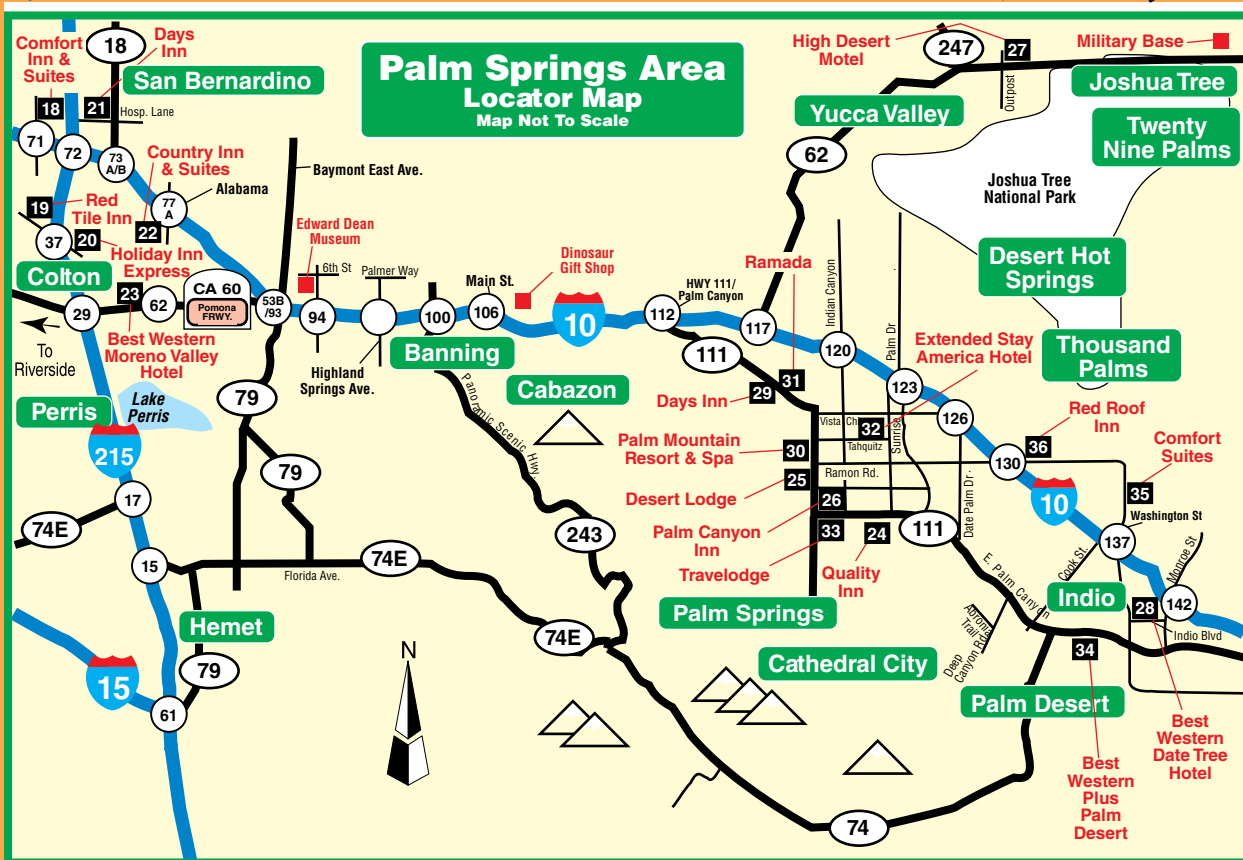 Palm Springs Area
Locator Map
Map Not To Scale
Comfort
Inn &
Suites
18
Days
Inn
San Bernardino
18
21
Hosp. Lane
71
72
73
A/B
Country Inn
& Suites
77
A
Alabama
Baymont East Ave.
19
Red
Tile Inn
22
37
20
Holiday Inn
Express
Colton
Edward Dean
Museum
6th St
Palmer Way
Main St.
Dinosaur
Gift Shop
23
62
CA 60
Pomona
FRWY.
53B
/93
29
94
100
106
10
To
Riverside
Best Western
Moreno Valley
Hotel
Highland
Springs Ave.
Banning
Cabazon
Perris
Lake
Perris
79
215
Panoramic Scenic Hwy.
79
17
74E
243
15
Florida Ave.
74E
Hemet
74E
79
15
61
N
High Desert
Motel
247
27
Military Base
Outpost
Joshua Tree
Yucca Valley
Twenty
Nine Palms
62
Joshua Tree
National Park
Desert Hot
Springs
Ramada
HWY 111/
Palm Canyon
112
117
Indian Canyon
Palm Dr
120
Extended Stay
America Hotel
Thousand
Palms
111
31
123
Days Inn
29
126
Red Roof
Inn
Vista Ch
32
Sunrise
Palm Mountain
Resort & Spa
30
Tahquitz
36
Comfort
Suites
130
Ramon Rd.
25
Desert Lodge
26
Date Palm Dr.
10
35
Washington St
Palm Canyon
Inn
33
24
111
137
Travelodge
Quality
Inn
E. Palm Canyon
Cook St.
Monroe St
Palm Springs
Indio
28
142
Abronia
Trail
Deep
Canyon Rd.
Indio Blvd
34
Cathedral City
Palm Desert
Best
Western
Date Tree
Hotel
Best
Western
Plus
Palm
Desert
74